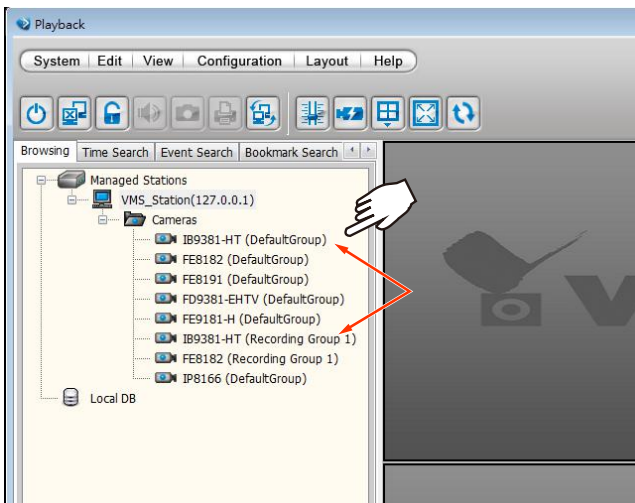 Playback
System Edit View Configuration Layout Help
Browsing Time Search Event Search Bookmark Search
Managed Stations
VMS_Station(127.0.0.1)
Cameras
IB9381-HT (DefaultGroup)
FE8182 (DefaultGroup)
FE8191 (DefaultGroup)
FD9381-EHTV (DefaultGroup)
FE9181-H (DefaultGroup)
IB9381-HT (Recording Group 1)
FE8182 (Recording Group 1)
IP8166 (DefaultGroup)
Local DB
V